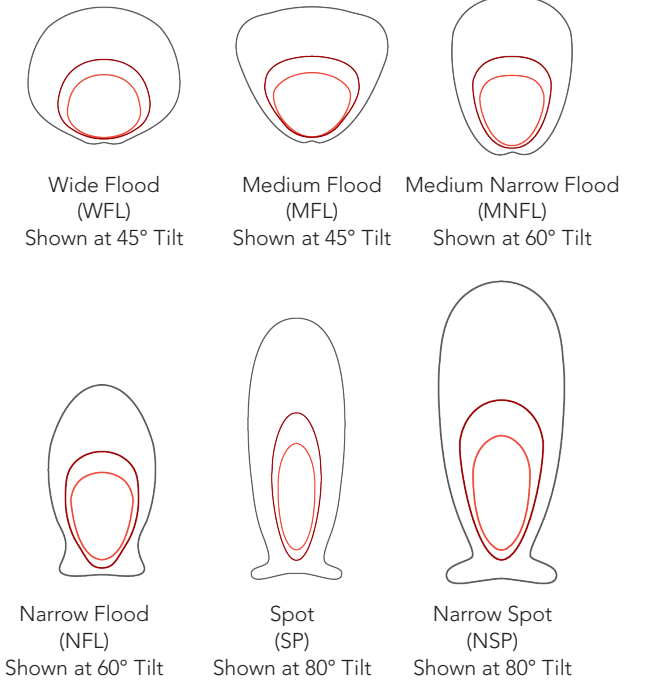 Wide Flood
(WFL)
Shown at 45° Tilt
Medium Flood
(MFL)
Shown at 45° Tilt
Medium Narrow Flood
(MNFL)
Shown at 60° Tilt
Narrow Flood
(NFL)
Shown at 60° Tilt
Spot
(SP)
Shown at 80° Tilt
Narrow Spot
(NSP)
Shown at 80° Tilt